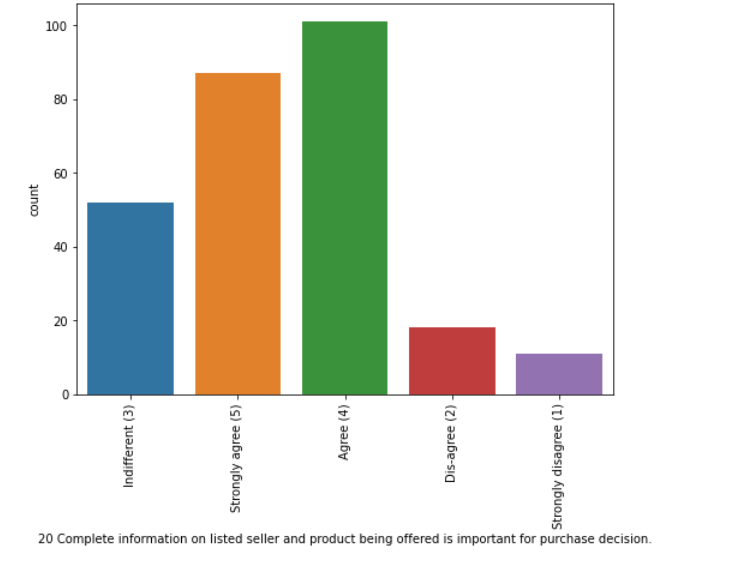 100
80
60
40
20
0
count
Indifferent (3)
Strongly agree (5)
Agree (4)
Dis-agree (2)
Strongly disagree (1)
20 Complete information on listed seller and product being offered is important for purchase decision.